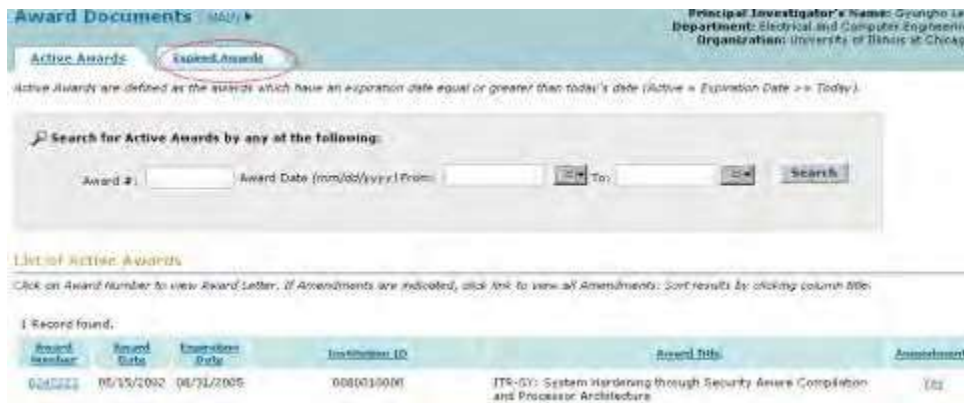 Award Documents - MAIN ▸
Principal Investigator's Name: Gyungho Le
Department: Electrical and Computer Engineerin
Organization: University of Illinois at Chicag
Active Awards
Expired Awards
Active Awards are defined as the awards which have an expiration date equal or greater than today's date (Active = Expiration Date >= Today).
Search for Active Awards by any of the following:
Award #: Award Date (mm/dd/yyyy) From: To: Search
List of Active Awards
Click on Award Number to view Award Letter. If Amendments are indicated, click link to view all Amendments. Sort results by clicking column title.
1 Record found.
Award Number Award Date Expiration Date Institution ID Award Title Amendment
08/15/2002 08/31/2005 ITR-SY: System Hardening through Security Aware Compilation
and Processor Architecture